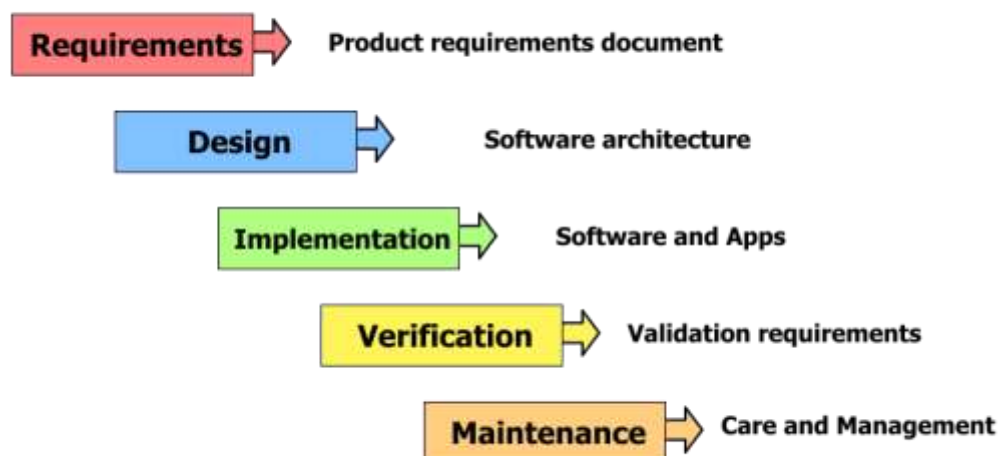 Requirements
Product requirements document
Design
Software architecture
Implementation
Software and Apps
Verification
Validation requirements
Maintenance
Care and Management